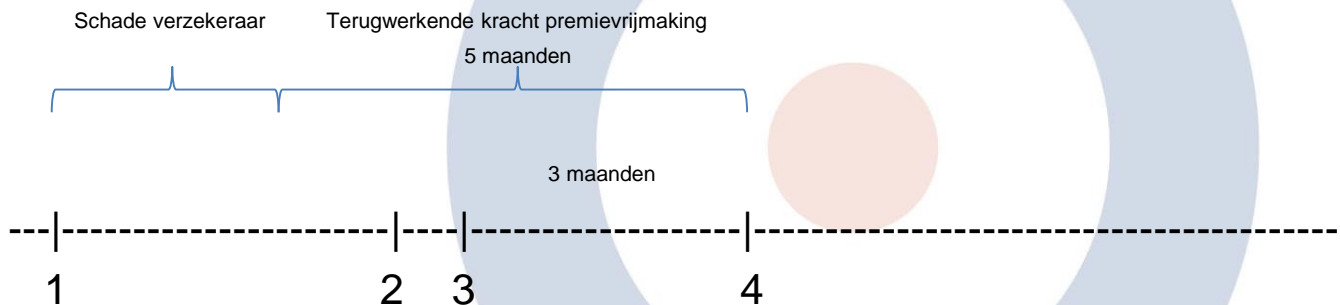 Schade verzekeraar Terugwerkende kracht premievrijmaking
5 maanden
3 maanden
1 2 3 4